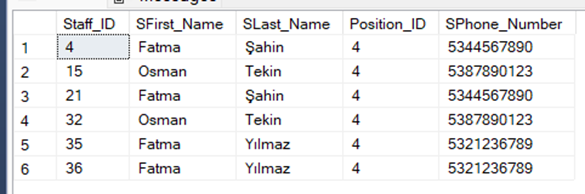 Staff_ID SFirst_Name SLast_Name Position_ID SPhone_Number
1 4 Fatma Şahin 4 5344567890
2 15 Osman Tekin 4 5387890123
3 21 Fatma Şahin 4 5344567890
4 32 Osman Tekin 4 5387890123
5 35 Fatma Yılmaz 4 5321236789
6 36 Fatma Yılmaz 4 5321236789